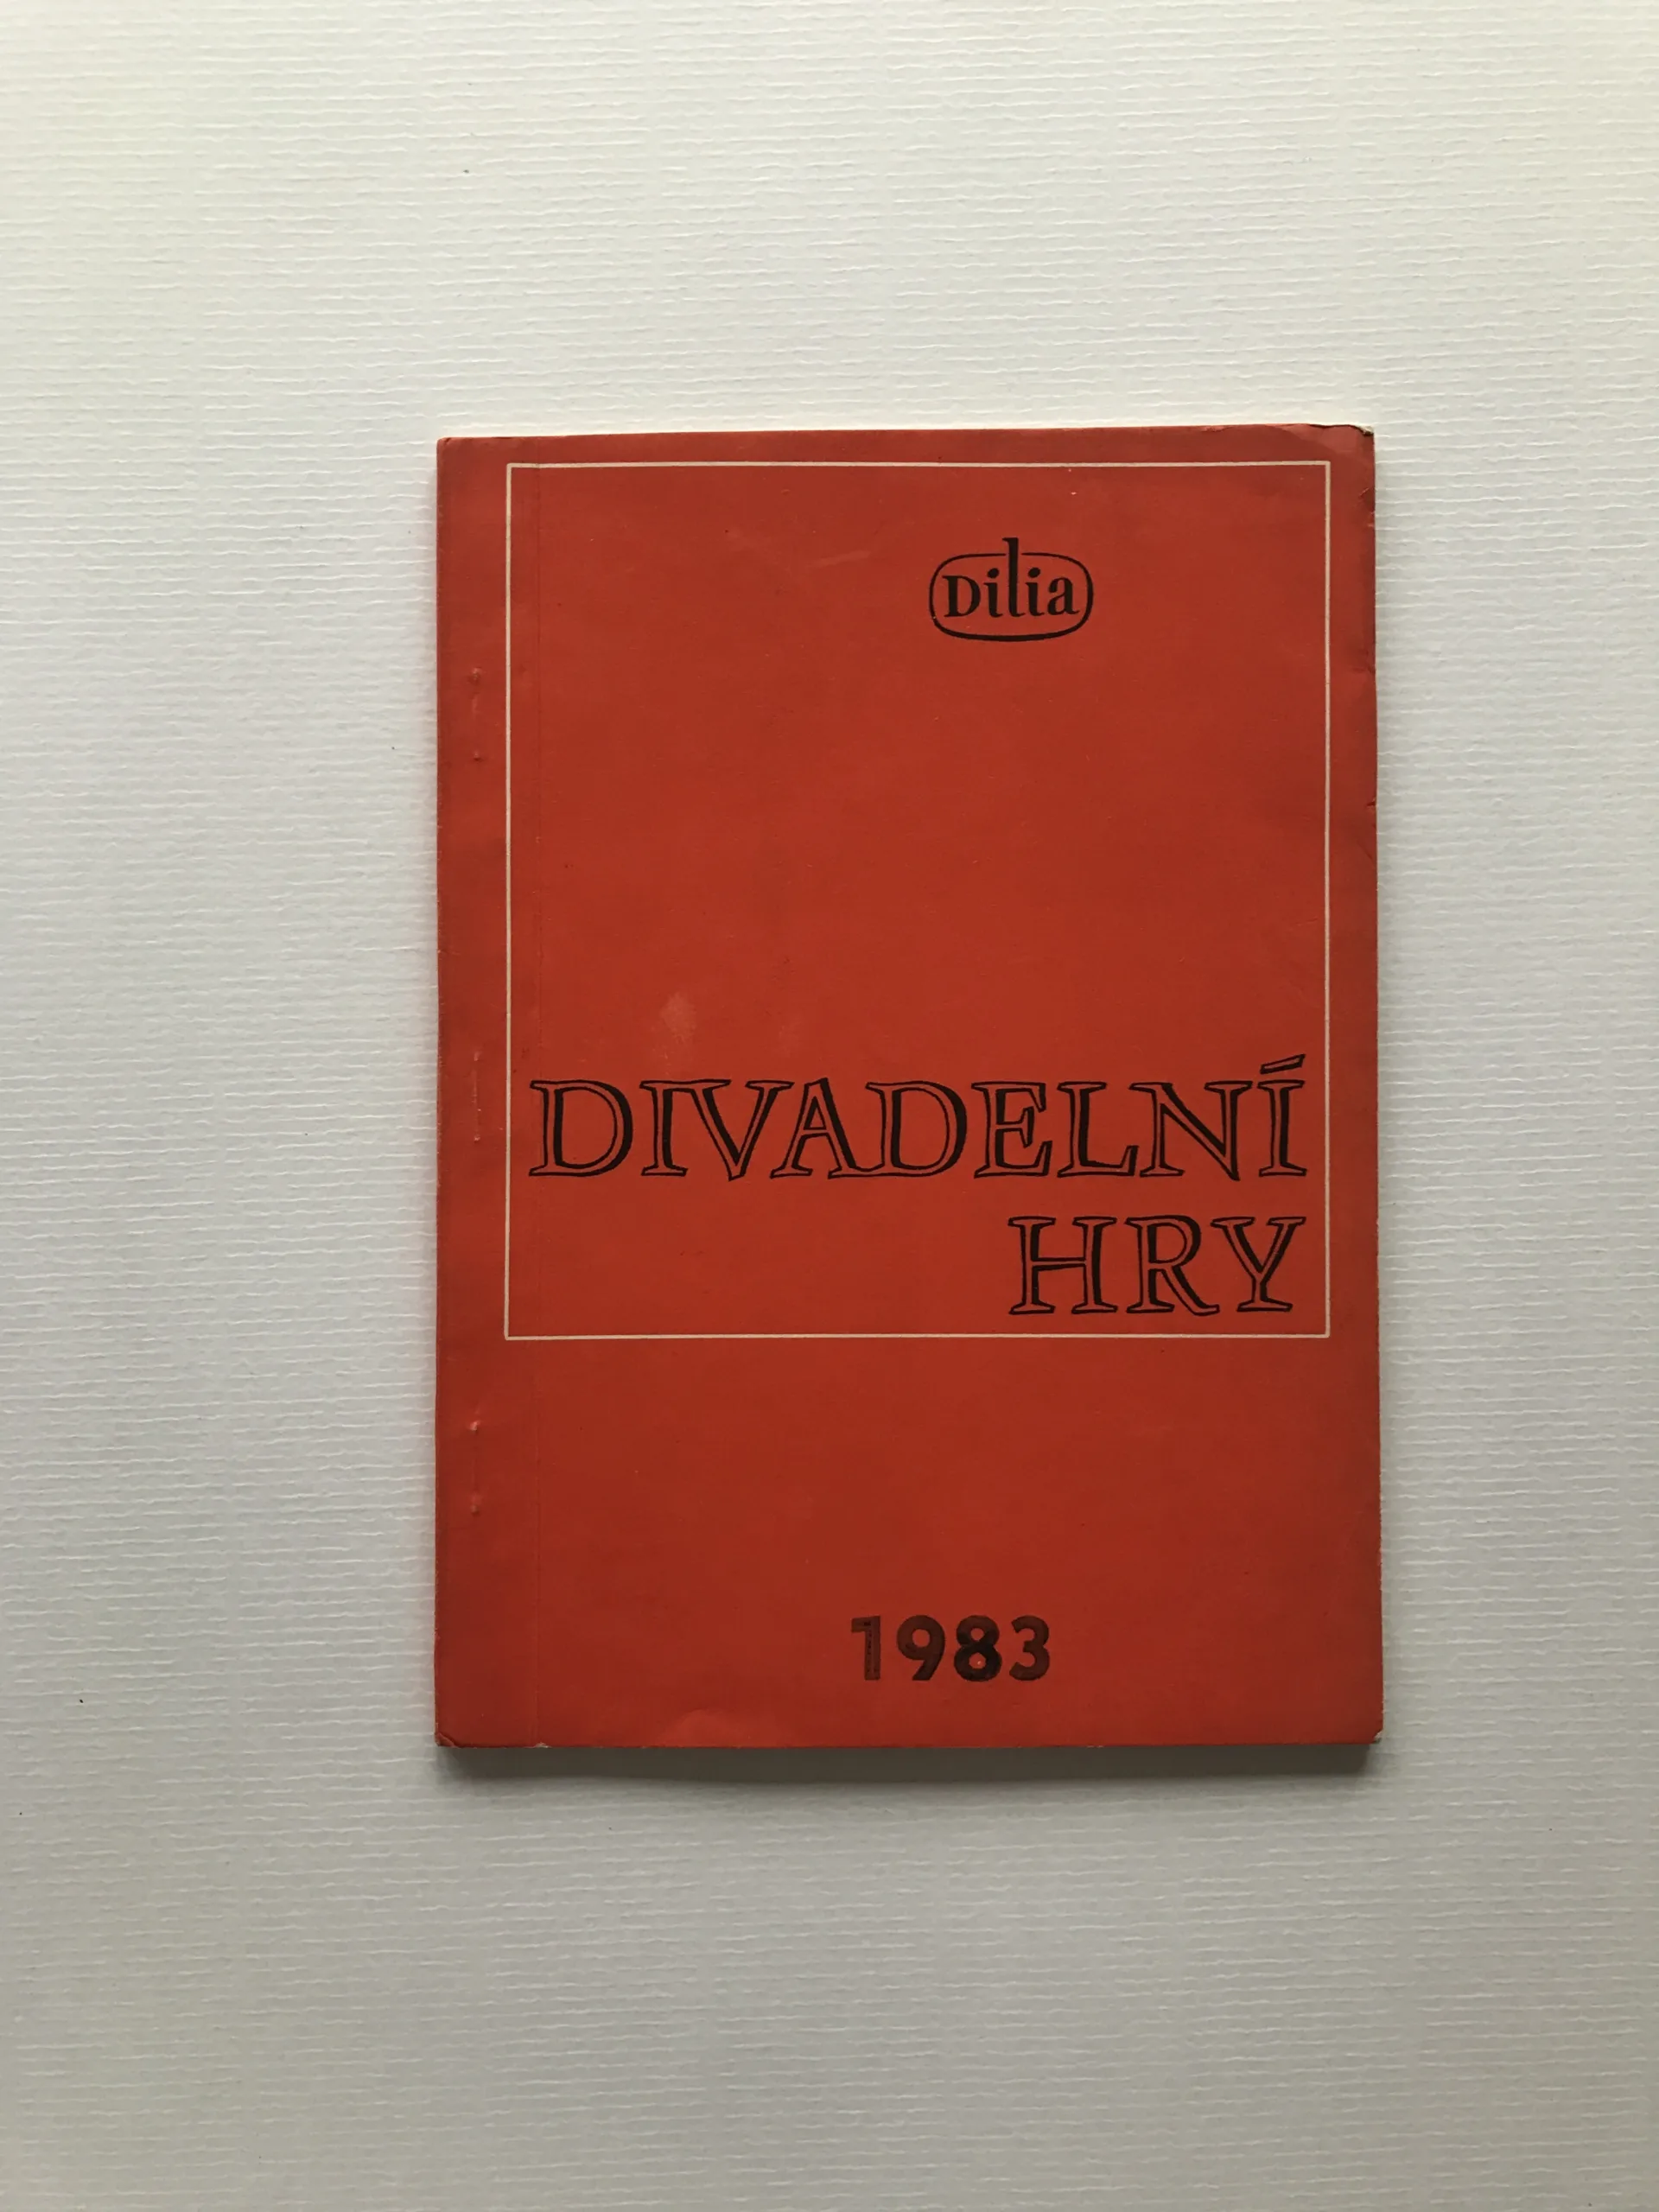 Dilia
DIVADELNÍ
HRY
1983